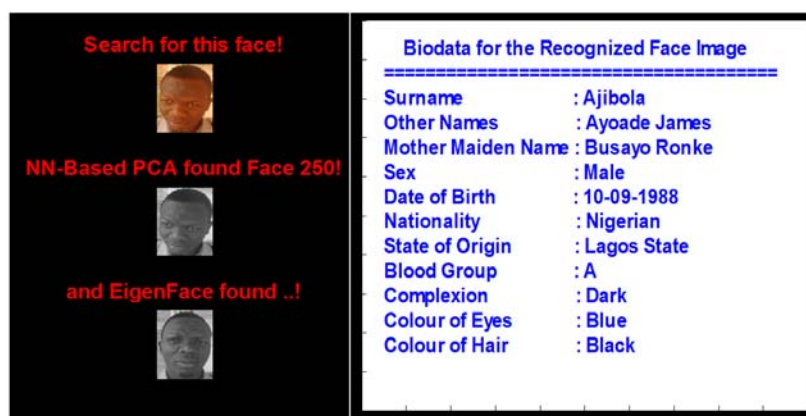 Search for this face!
NN-Based PCA found Face 250!
and EigenFace found ..!
Biodata for the Recognized Face Image
======================================
Surname : Ajibola
Other Names : Ayoade James
Mother Maiden Name : Busayo Ronke
Sex : Male
Date of Birth : 10-09-1988
Nationality : Nigerian
State of Origin : Lagos State
Blood Group : A
Complexion : Dark
Colour of Eyes : Blue
Colour of Hair : Black